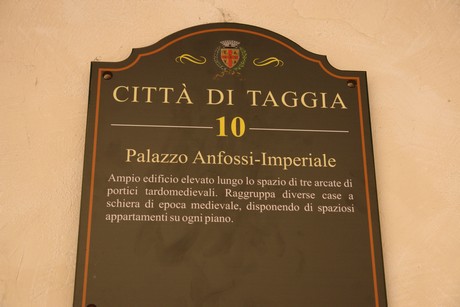 CITTÀ DI TAGGIA
10
Palazzo Anfossi-Imperiale
Ampio edificio elevato lungo lo spazio di tre arcate di
portici tardomedievali. Raggruppa diverse case a
schiera di epoca medievale, disponendo di spaziosi
appartamenti su ogni piano.